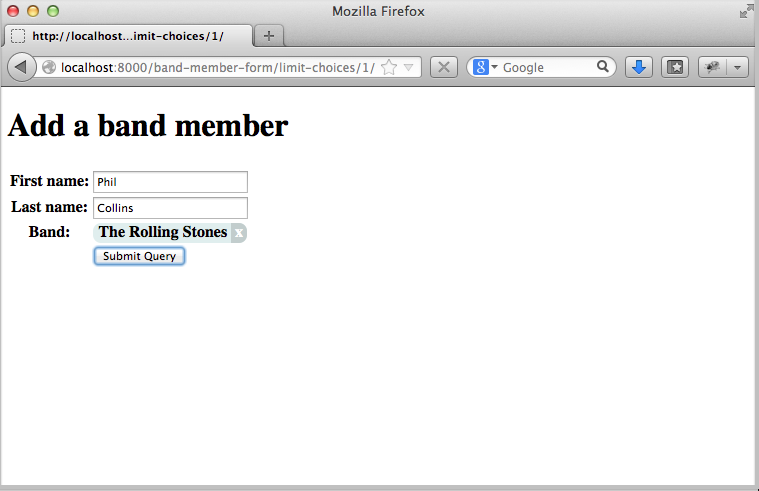 Mozilla Firefox
http://localhost...imit-choices/1/
localhost:8000/band-member-form/limit-choices/1/
Google
Add a band member
First name: Phil
Last name: Collins
Band: The Rolling Stones x
Submit Query